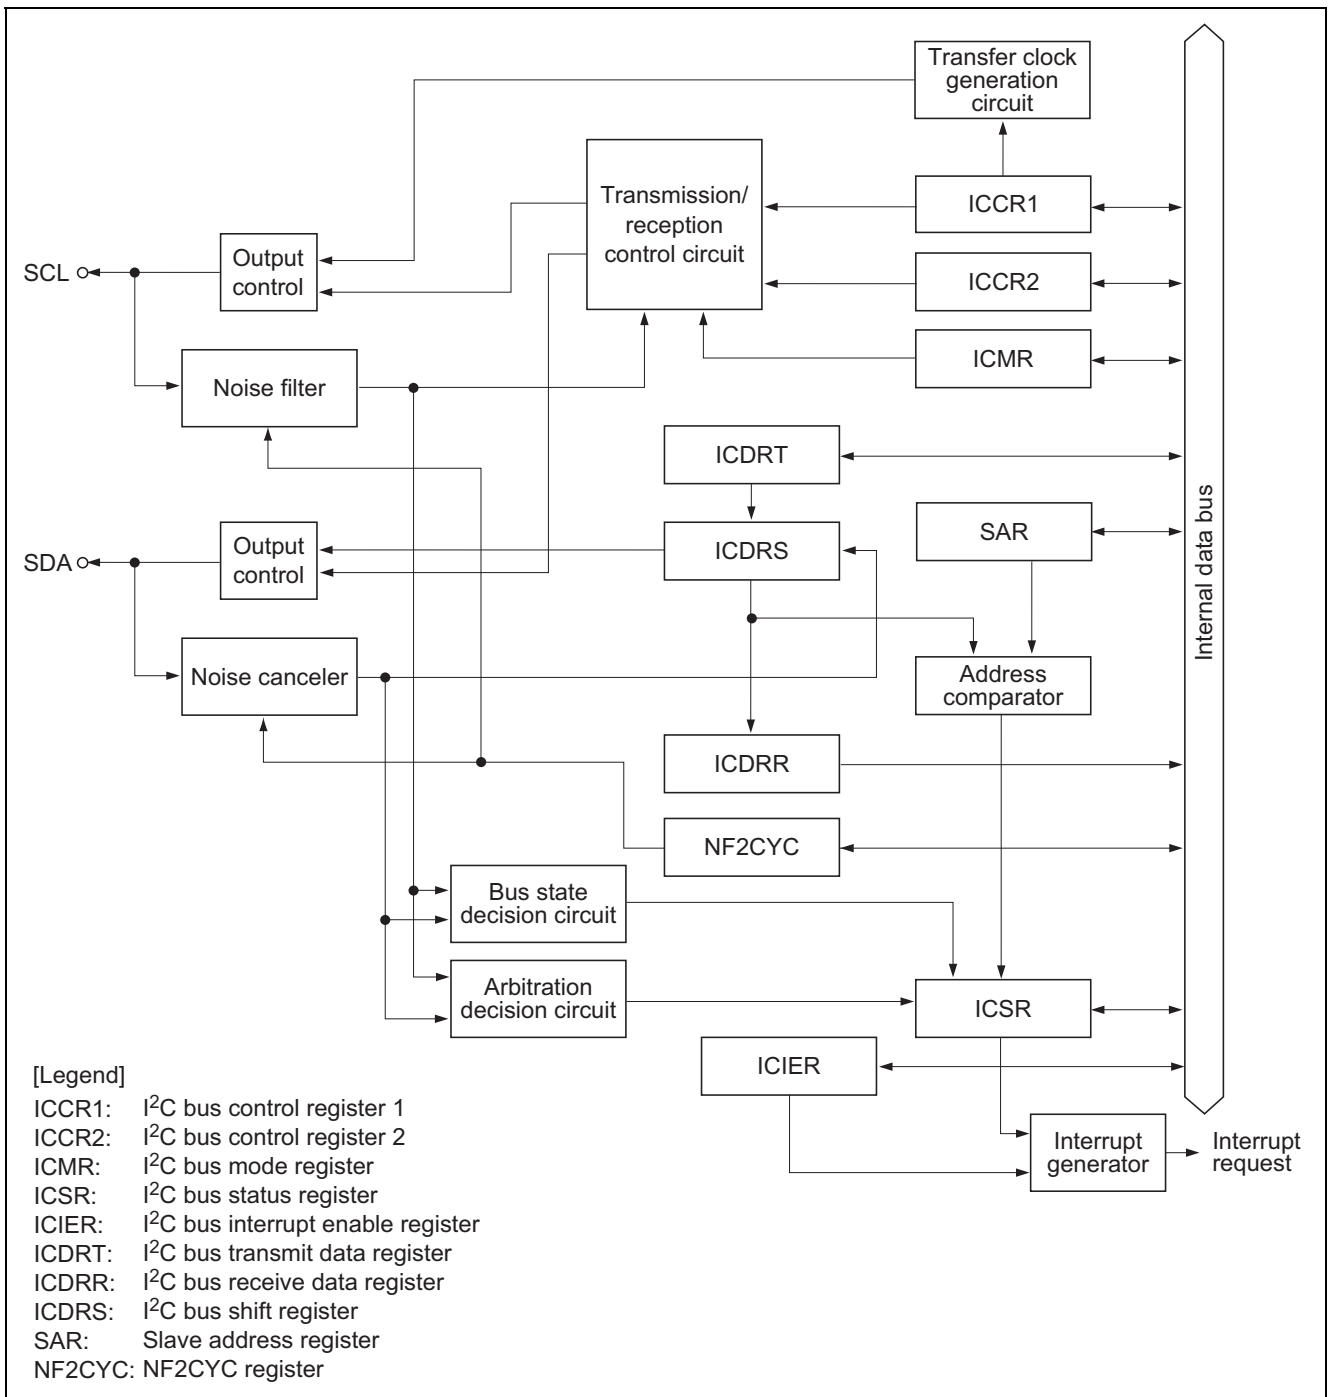 Transfer clock
generation
circuit
Transmission/
reception
control circuit
ICCR1
Output
control
SCL
ICCR2
ICMR
Noise filter
ICDRT
Internal data bus
SAR
Output
control
ICDRS
SDA
Noise canceler
Address
comparator
ICDRR
NF2CYC
Bus state
decision circuit
Arbitration
decision circuit
ICSR
ICIER
Interrupt
generator
Interrupt
request
[Legend]
ICCR1: I²C bus control register 1
ICCR2: I²C bus control register 2
ICMR: I²C bus mode register
ICSR: I²C bus status register
ICIER: I²C bus interrupt enable register
ICDRT: I²C bus transmit data register
ICDRR: I²C bus receive data register
ICDRS: I²C bus shift register
SAR: Slave address register
NF2CYC: NF2CYC register